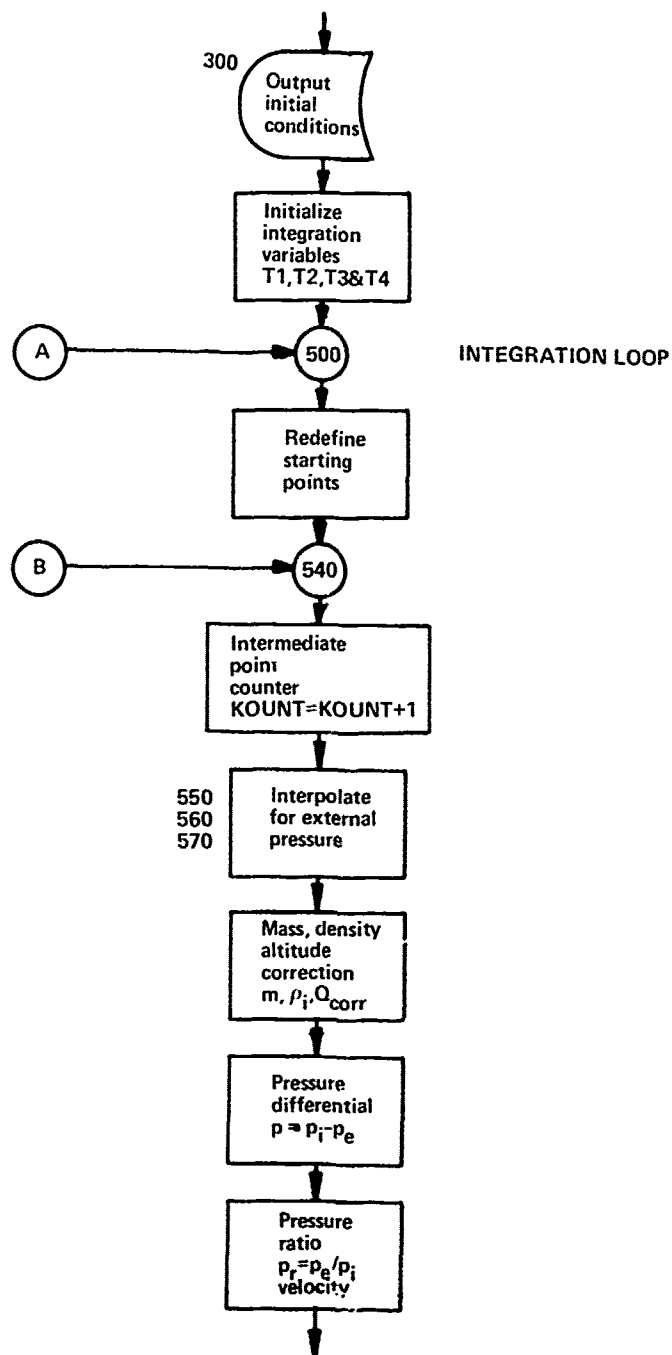 300
Output
initial
conditions
Initialize
integration
variables
T1,T2,T3&T4
A
500
INTEGRATION LOOP
Redefine
starting
points
B
540
Intermediate
point
counter
KOUNT=KOUNT+1
550
560
570
Interpolate
for external
pressure
Mass, density
altitude
correction
m, ρi,Qcorr
Pressure
differential
p = pi-pe
Pressure
ratio
pr=pe/pi
velocity